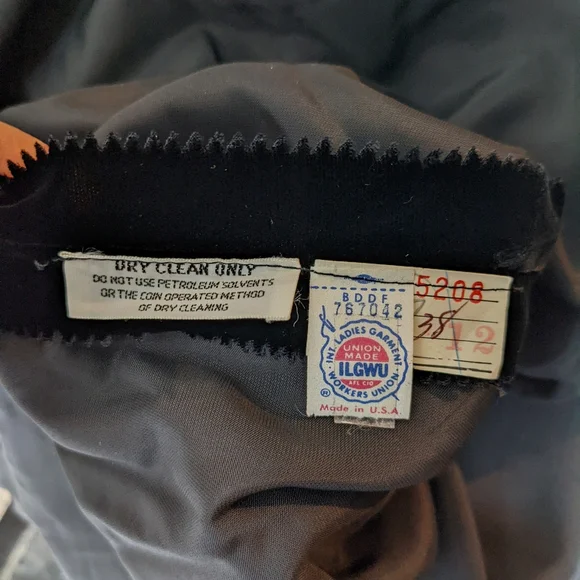 DRY CLEAN ONLY
DO NOT USE PETROLEUM SOLVENTS
OR THE COIN OPERATED METHOD
OF DRY CLEANING
BDDF
767042
INT. LADIES GARMENT
WORKERS UNION
UNION
MADE
ILGWU
AFL CIO
®
Made in U.S.A.
5208
38
12